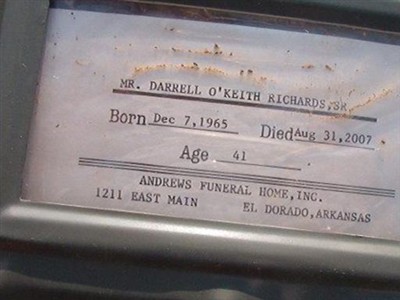 MR. DARRELL O'KEITH RICHARDS,SR.
Born Dec 7,1965 Died Aug 31,2007
Age 41
ANDREWS FUNERAL HOME,INC.
1211 EAST MAIN EL DORADO,ARKANSAS